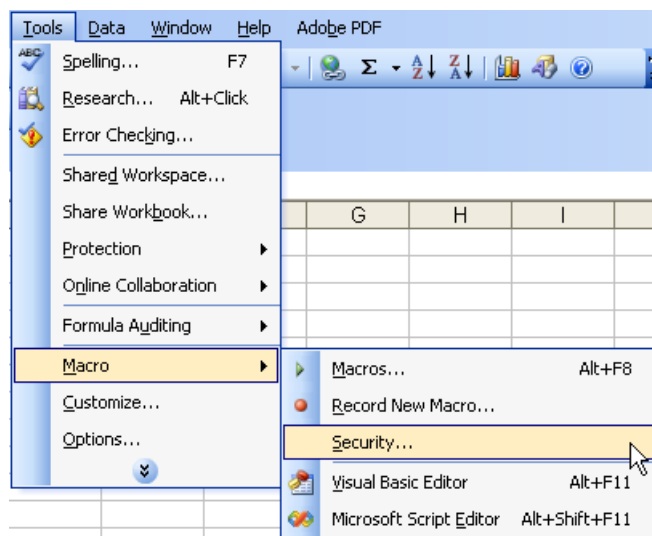 Tools Data Window Help Adobe PDF
ABC Spelling... F7
Σ A Z Z A ?
Research... Alt+Click
Error Checking...
Shared Workspace...
Share Workbook...
G H I
Protection
Online Collaboration
Formula Auditing
Macro
Macros... Alt+F8
Customize...
Record New Macro...
Options...
Security...
Visual Basic Editor Alt+F11
Microsoft Script Editor Alt+Shift+F11